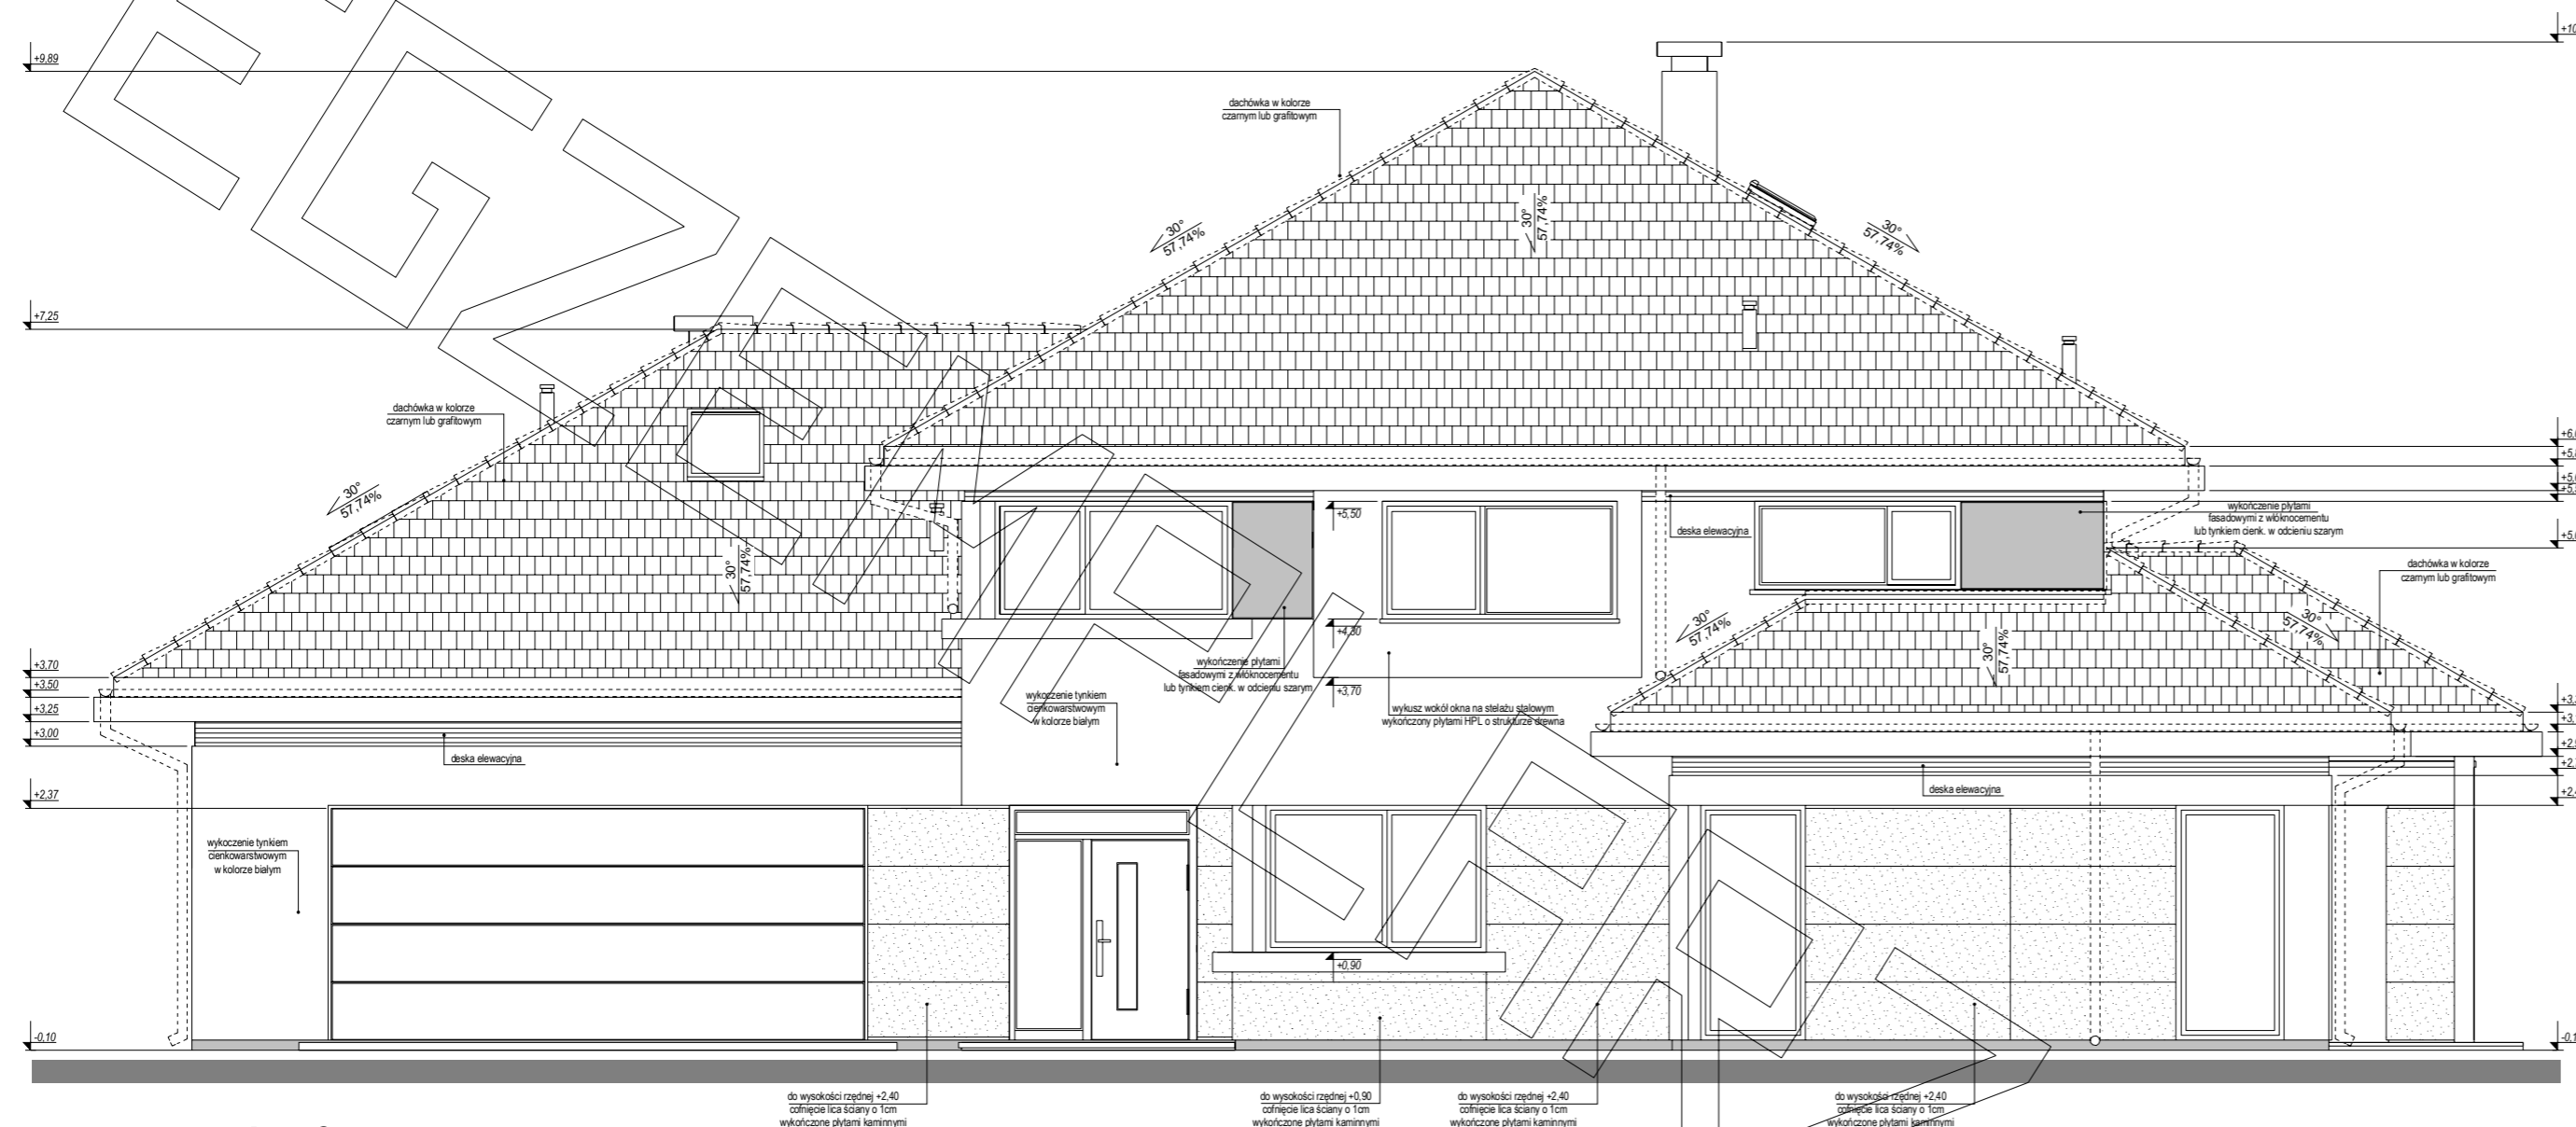 +9,89
dachówka w kolorze
czarnym lub grafitowym
30°
57,74%
30°
57,74%
30°
57,74%
+7,25
dachówka w kolorze
czarnym lub grafitowym
30°
57,74%
30°
57,74%
+5,50
deska elewacyjna
wykończenie płytami
fasadowymi z włóknocementu
lub tynkiem cienk. w odcieniu szarym
dachówka w kolorze
czarnym lub grafitowym
30°
57,74%
30°
57,74%
30°
57,74%
+4,30
wykończenie płytami
fasadowymi z włóknocementu
lub tynkiem cienk. w odcieniu szarym
+3,70
+3,50
+3,25
+3,00
+3,70
wykoczenie tynkiem
cienkowarstwowym
w kolorze białym
wykusz wokół okna na stelażu stalowym
wykończony płytami HPL o strukturze drewna
deska elewacyjna
deska elewacyjna
+2,37
wykoczenie tynkiem
cienkowarstwowym
w kolorze białym
+0,90
-0,10
do wysokości rzędnej +2,40
cofnięcie lica ściany o 1cm
wykończone płytami kaminnymi
do wysokości rzędnej +0,90
cofnięcie lica ściany o 1cm
wykończone płytami kaminnymi
do wysokości rzędnej +2,40
cofnięcie lica ściany o 1cm
wykończone płytami kaminnymi
do wysokości rzędnej +2,40
cofnięcie lica ściany o 1cm
wykończone płytami kaminnymi